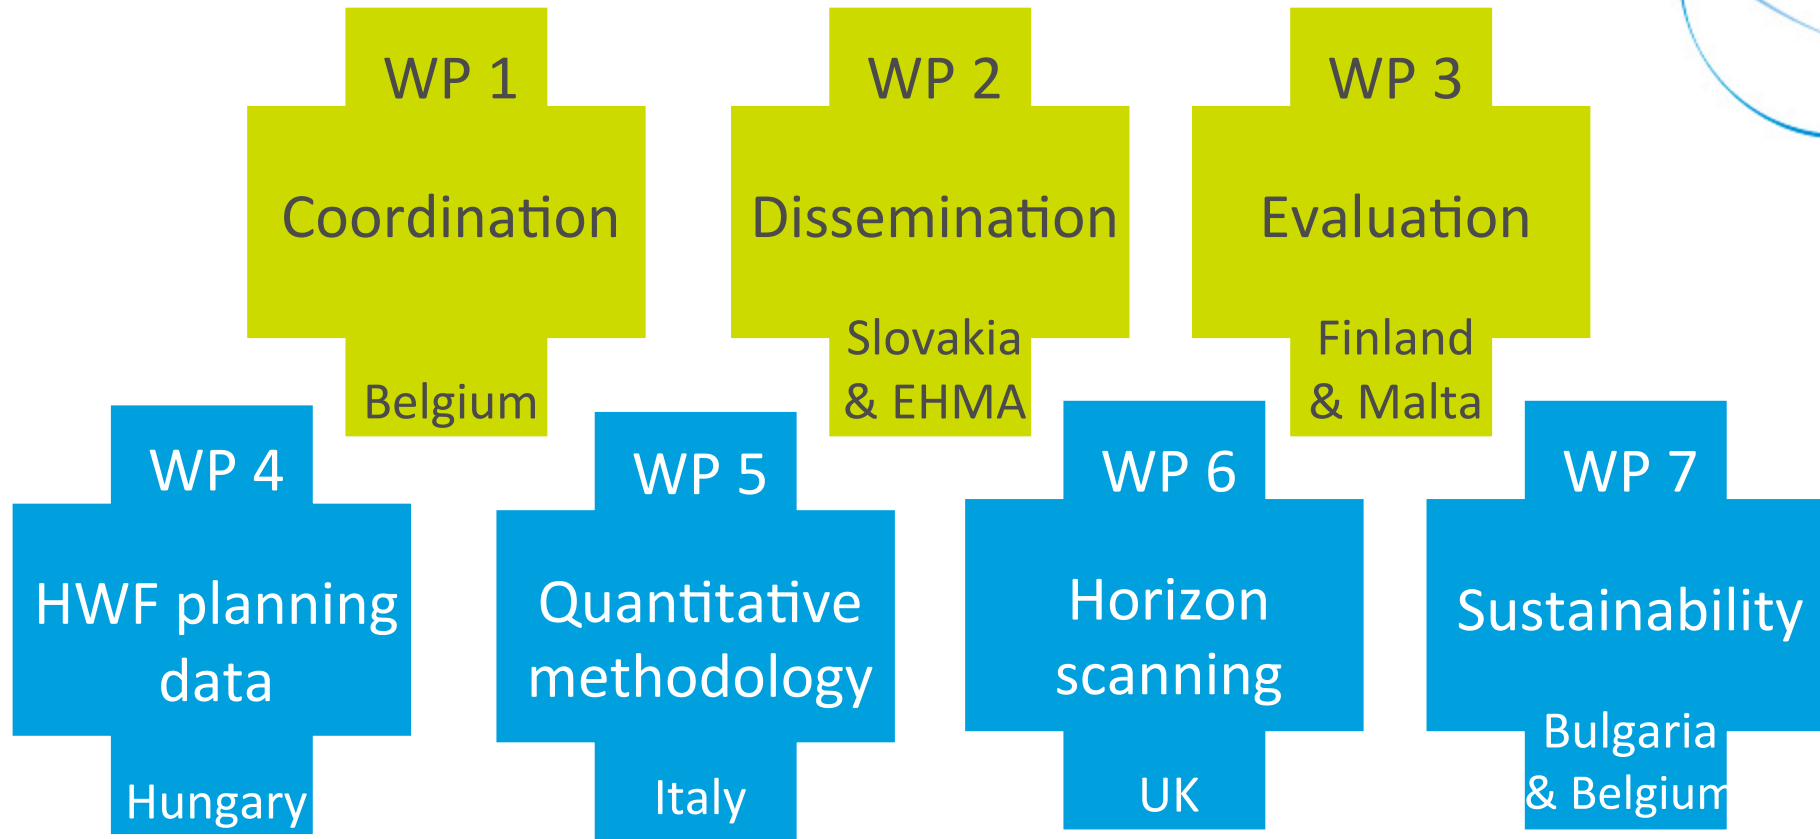 WP 1
Coordination
Belgium
WP 2
Dissemination
Slovakia
& EHMA
WP 3
Evaluation
Finland
& Malta
WP 4
HWF planning
data
Hungary
WP 5
Quantitative
methodology
Italy
WP 6
Horizon
scanning
UK
WP 7
Sustainability
Bulgaria
& Belgium